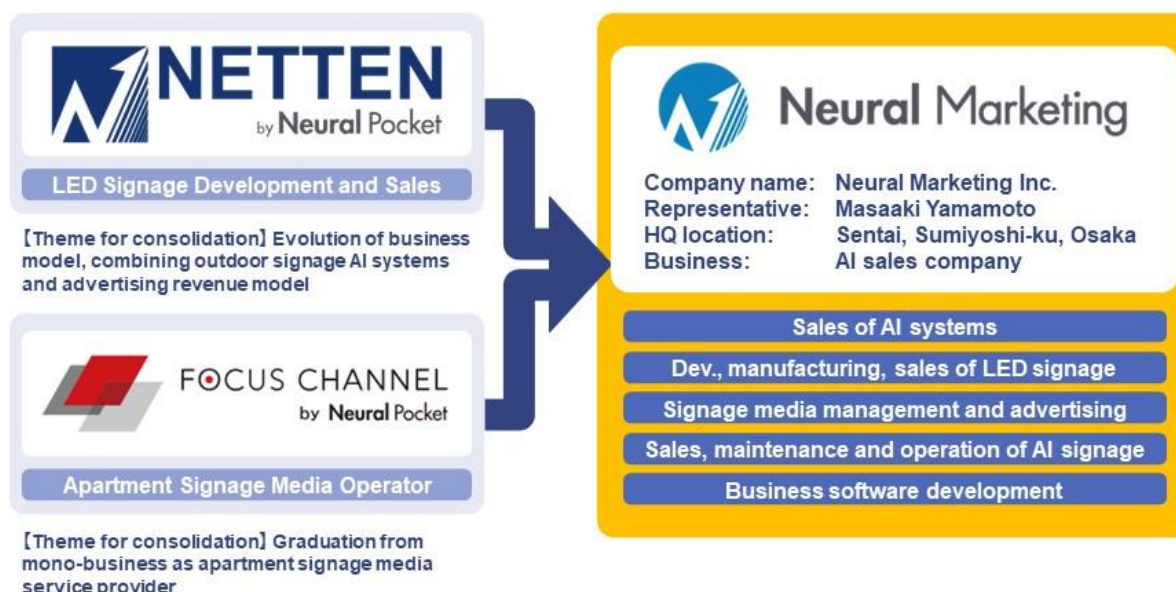 NETTEN
by Neural Pocket
LED Signage Development and Sales
【Theme for consolidation】 Evolution of business
model, combining outdoor signage AI systems
and advertising revenue model
FOCUS CHANNEL
by Neural Pocket
Apartment Signage Media Operator
【Theme for consolidation】 Graduation from
mono-business as apartment signage media
service provider
Neural Marketing
Company name: Neural Marketing Inc.
Representative: Masaaki Yamamoto
HQ location: Sentai, Sumiyoshi-ku, Osaka
Business: AI sales company
Sales of AI systems
Dev., manufacturing, sales of LED signage
Signage media management and advertising
Sales, maintenance and operation of AI signage
Business software development